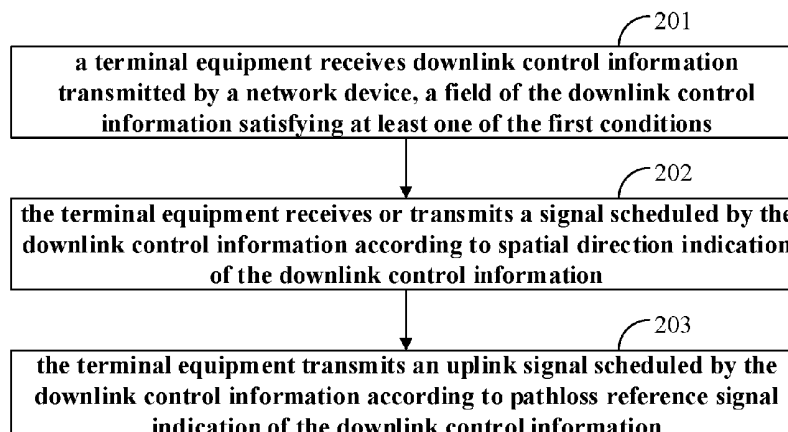 201
a terminal equipment receives downlink control information
transmitted by a network device, a field of the downlink control
information satisfying at least one of the first conditions
202
the terminal equipment receives or transmits a signal scheduled by the
downlink control information according to spatial direction indication
of the downlink control information
203
the terminal equipment transmits an uplink signal scheduled by the
downlink control information according to pathloss reference signal
indication of the downlink control information